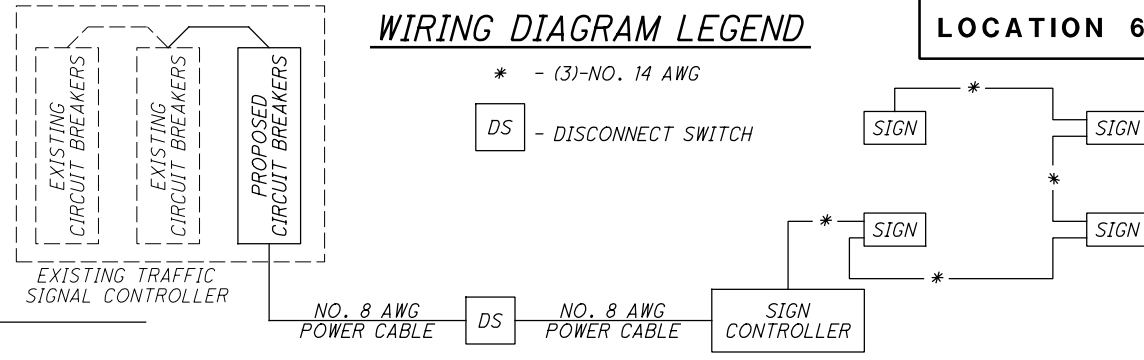 WIRING DIAGRAM LEGEND
LOCATION 6
* - (3)-NO. 14 AWG
DS - DISCONNECT SWITCH
EXISTING
CIRCUIT BREAKERS
EXISTING
CIRCUIT BREAKERS
PROPOSED
CIRCUIT BREAKERS
EXISTING TRAFFIC
SIGNAL CONTROLLER
NO. 8 AWG
POWER CABLE
DS
NO. 8 AWG
POWER CABLE
SIGN
CONTROLLER
*
SIGN
*
SIGN
*
SIGN
*
SIGN